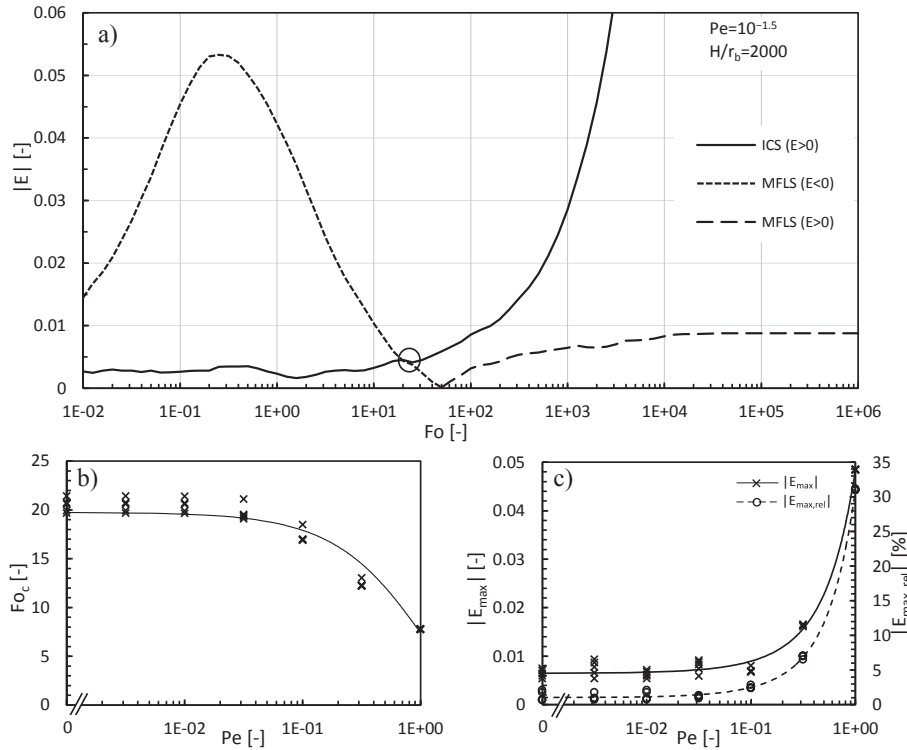 0.06
a)
Pe=10⁻¹·⁵
H/r_b=2000
0.05
0.04
|E| [-]
ICS (E>0)
0.03
MFLS (E<0)
0.02
MFLS (E>0)
0.01
0
1E-02 1E-01 1E+00 1E+01 1E+02 1E+03 1E+04 1E+05 1E+06
Fo [-]
25
b)
20
15
Fo_c [-]
10
5
0
0 1E-02 1E-01 1E+00
Pe [-]
0.05
c)
|E_max|
|E_max,rel|
0.04
0.03
|E_max| [-]
0.02
0.01
0
35
30
25
20
15
|E_max,rel| [%]
10
5
0
0 1E-02 1E-01 1E+00
Pe [-]